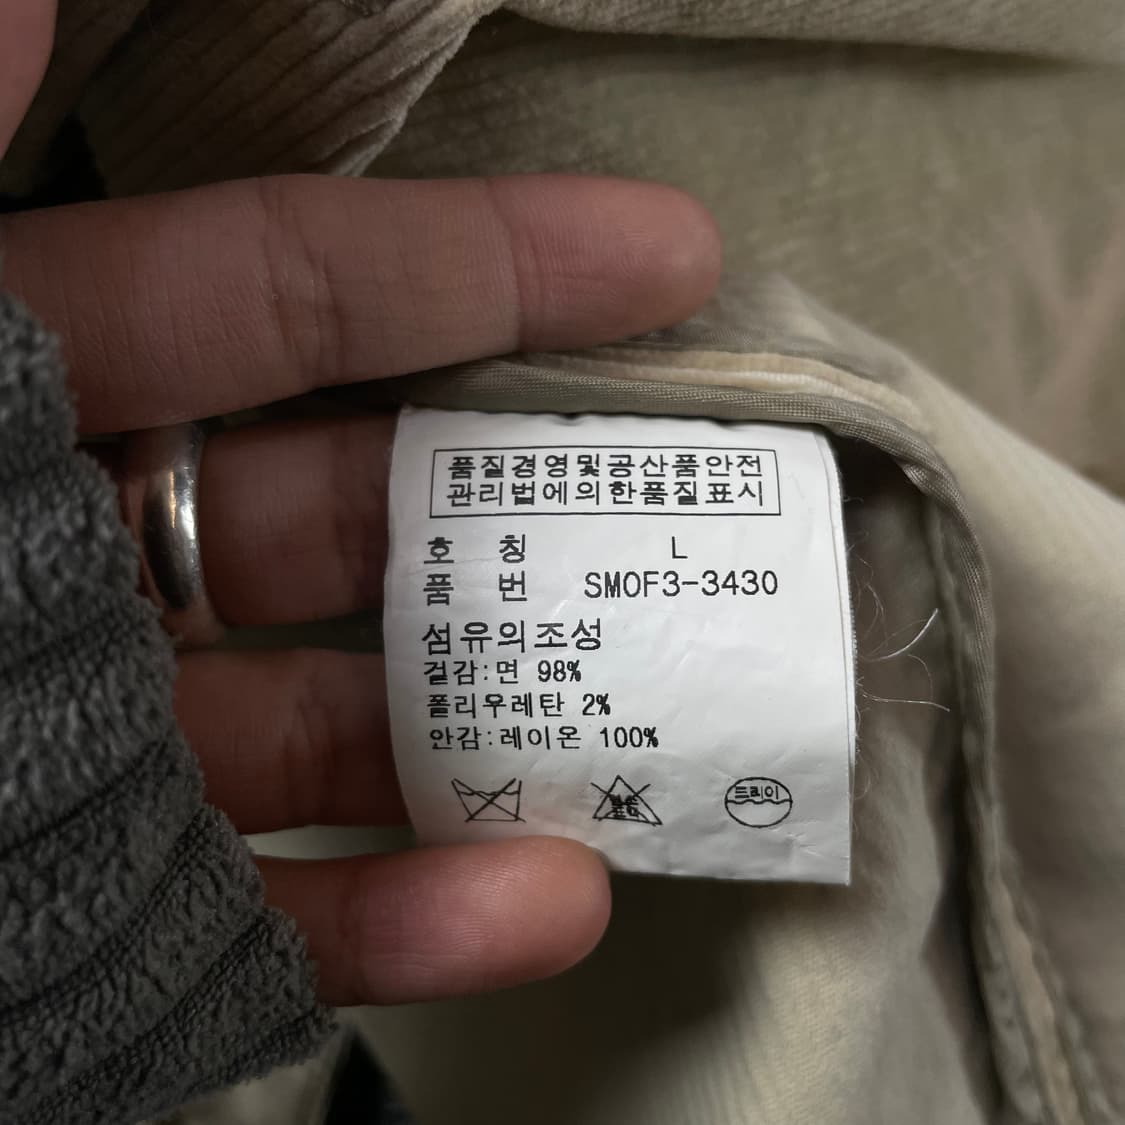 품질경영및공산품안전
관리법에의한품질표시
호 칭 L
품 번 SMOF3-3430
섬유의조성
겉감:면 98%
폴리우레탄 2%
안감:레이온 100%
드라이